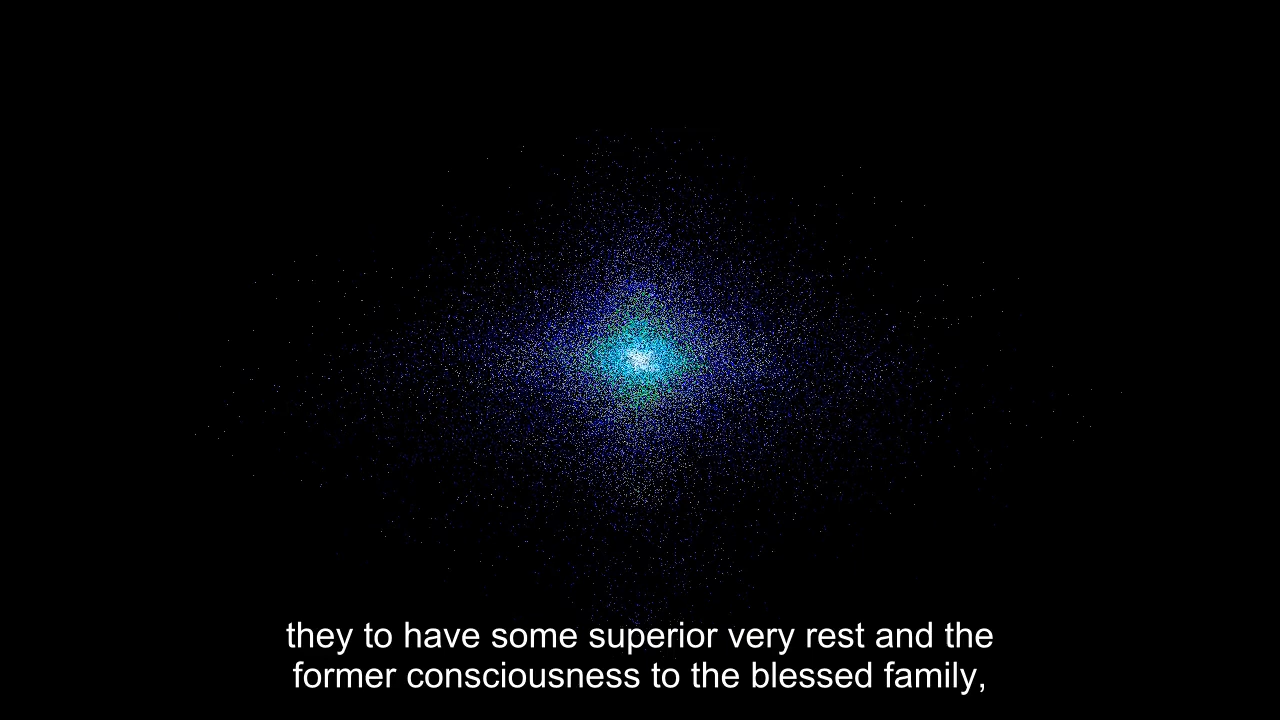 they to have some superior very rest and the
former consciousness to the blessed family,